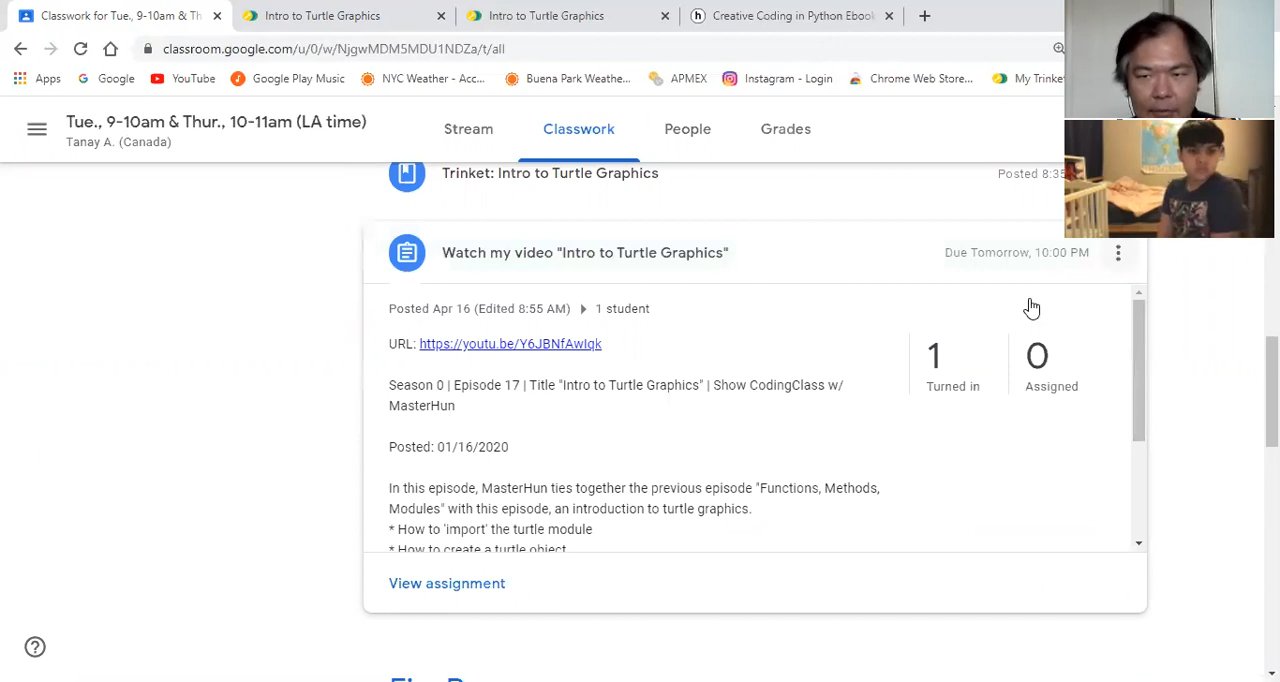 Classwork for Tue., 9-10am & Th
Intro to Turtle Graphics
Intro to Turtle Graphics
Creative Coding in Python Ebook
classroom.google.com/u/0/w/NjgwMDM5MDU1NDZa/t/all
Apps
Google
YouTube
Google Play Music
NYC Weather - Acc...
Buena Park Weathe...
APMEX
Instagram - Login
Chrome Web Store...
My Trinket
Tue., 9-10am & Thur., 10-11am (LA time)
Tanay A. (Canada)
Stream
Classwork
People
Grades
Trinket: Intro to Turtle Graphics
Posted 8:35
Watch my video "Intro to Turtle Graphics"
Due Tomorrow, 10:00 PM
Posted Apr 16 (Edited 8:55 AM)
1 student
URL: https://youtu.be/Y6JBNfAwIqk
1
Turned in
0
Assigned
Season 0 | Episode 17 | Title "Intro to Turtle Graphics" | Show CodingClass w/
MasterHun
Posted: 01/16/2020
In this episode, MasterHun ties together the previous episode "Functions, Methods,
Modules" with this episode, an introduction to turtle graphics.
* How to 'import' the turtle module
* How to create a turtle object
View assignment